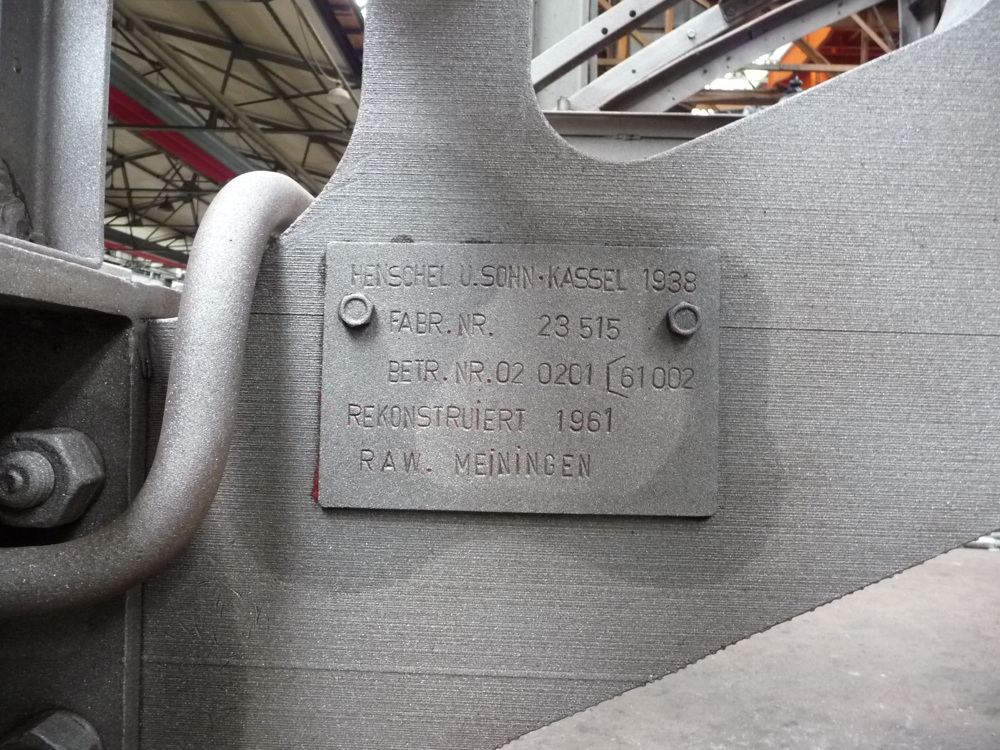 HENSCHEL U.SOHN·KASSEL 1938
FABR.NR. 23 515
BETR.NR.02 0201 [61 002
REKONSTRUiERT 1961
RAW. MEiNiNGEN